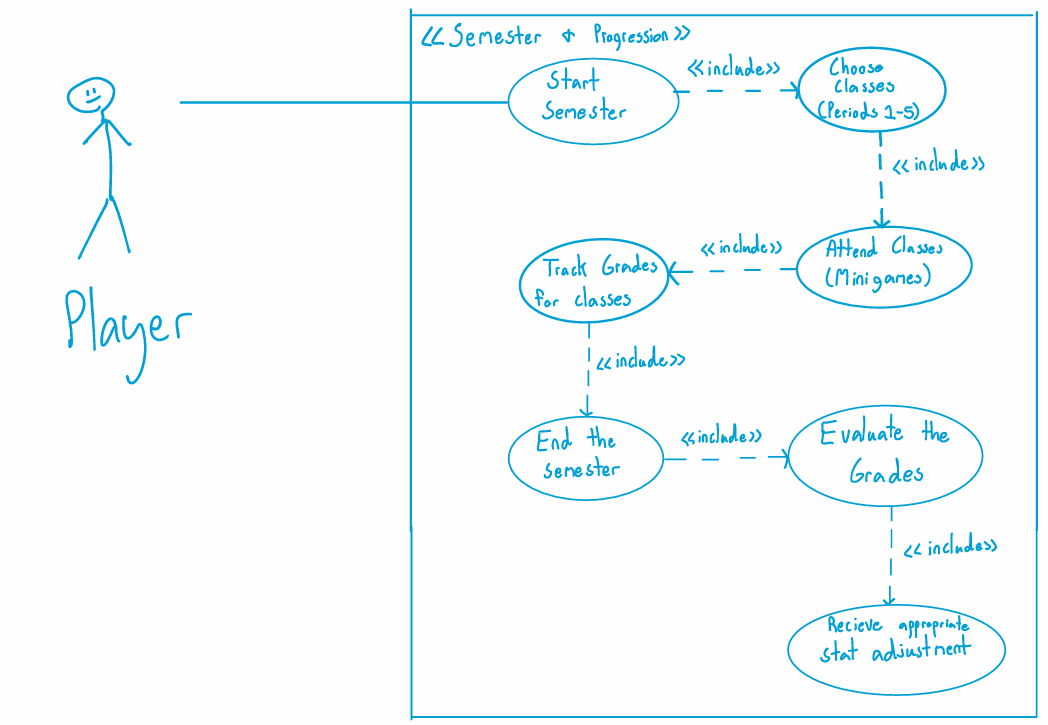 <<Semester & Progression>>
Start
Semester
<<include>>
Choose
Classes
(Periods 1-5)
<<include>>
Attend Classes
(Minigames)
<<include>>
Track Grades
for classes
<<include>>
End the
semester
<<include>>
Evaluate the
Grades
<<includes>>
Recieve appropriate
stat adjustment
Player